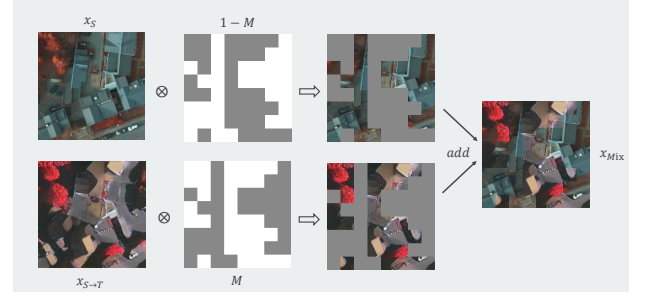 x_S
1 − M
⊗
add
x_Mix
⊗
x_{S→T}
M